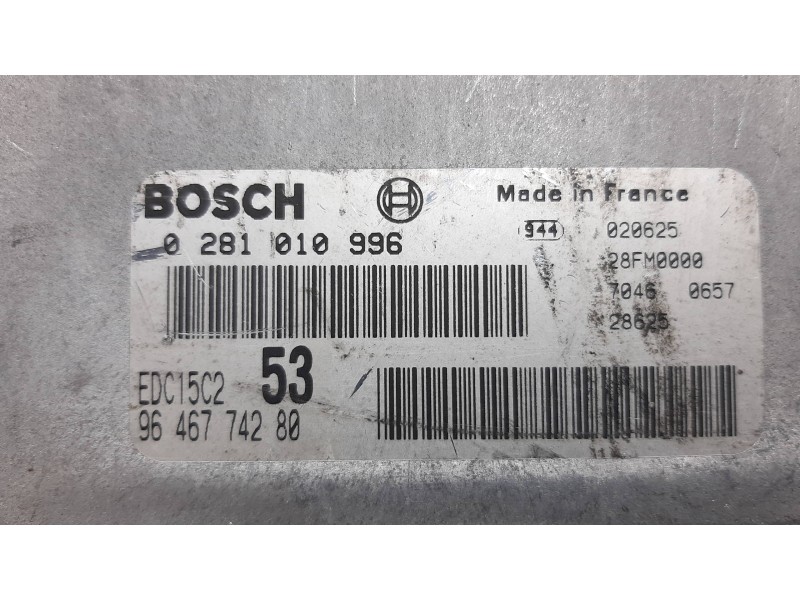 BOSCH Made in France
0 281 010 996 944 020625
28FM0000
7046 0657
28625
EDC15C2 53
96 467 742 80